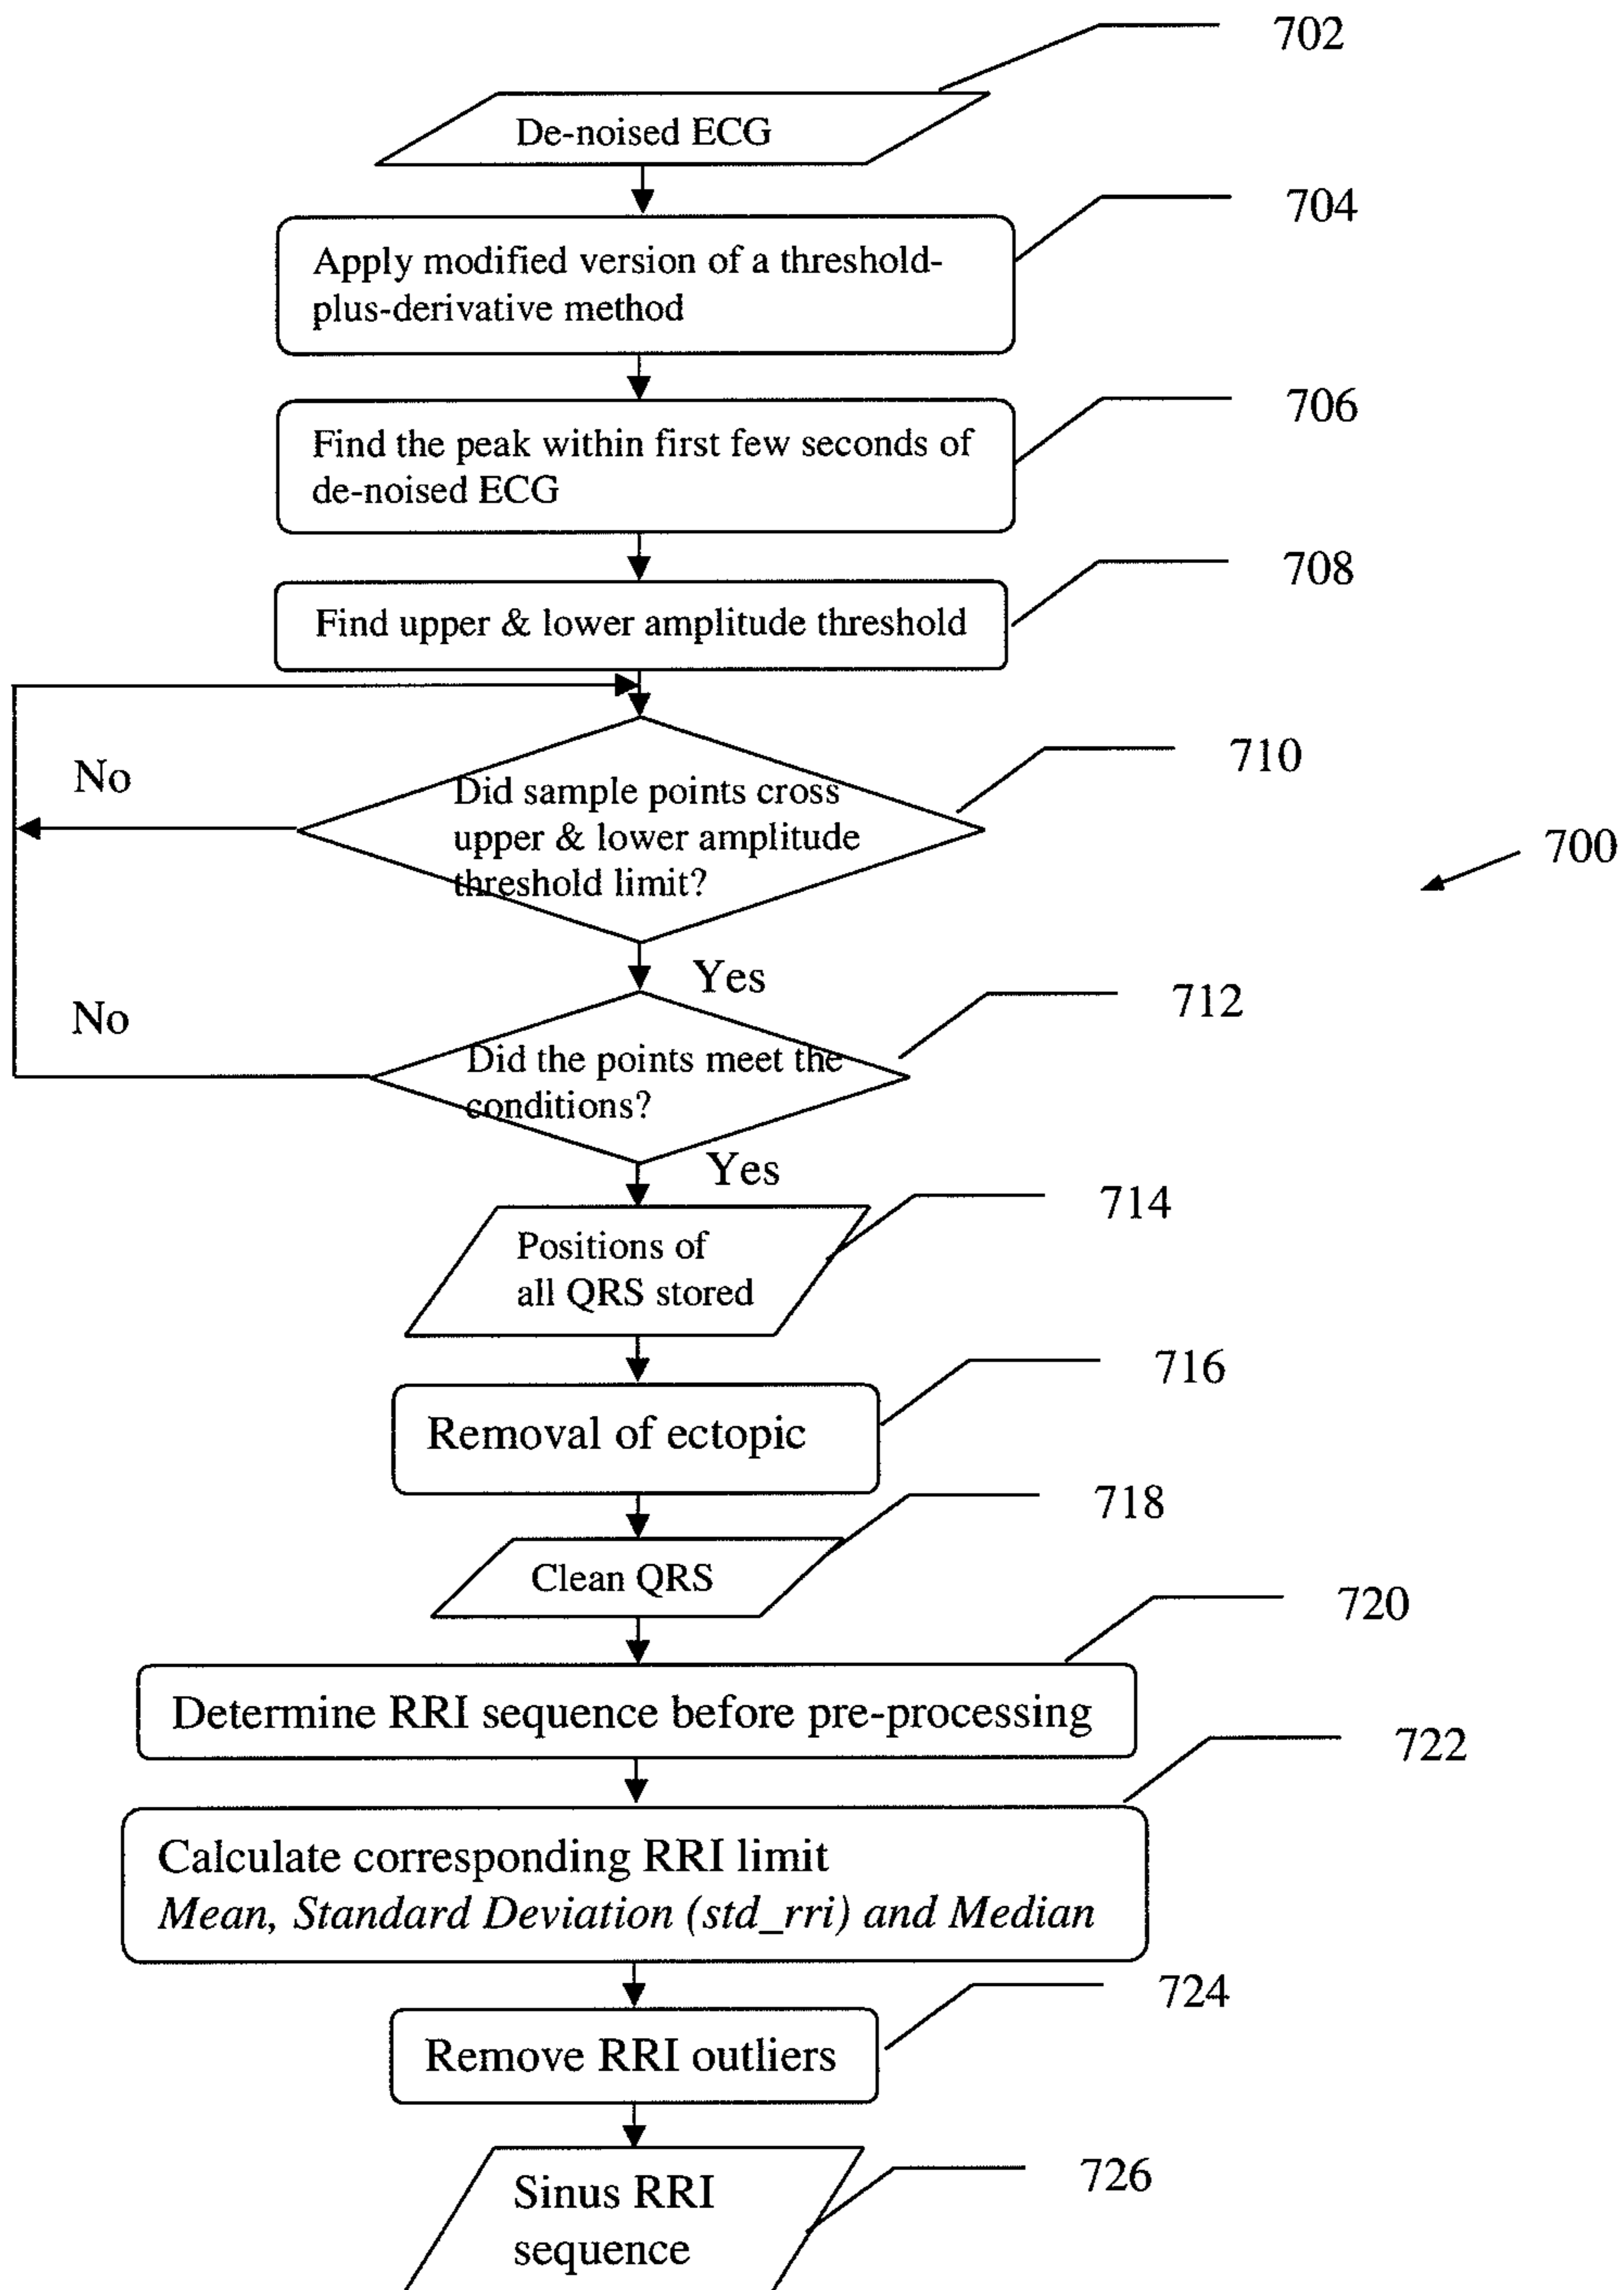 702
De-noised ECG
704
Apply modified version of a threshold-
plus-derivative method
706
Find the peak within first few seconds of
de-noised ECG
708
Find upper & lower amplitude threshold
710
No
Did sample points cross
upper & lower amplitude
threshold limit?
700
Yes
712
No
Did the points meet the
conditions?
Yes
714
Positions of
all QRS stored
716
Removal of ectopic
718
Clean QRS
720
Determine RRI sequence before pre-processing
722
Calculate corresponding RRI limit
Mean, Standard Deviation (std_rri) and Median
724
Remove RRI outliers
726
Sinus RRI
sequence